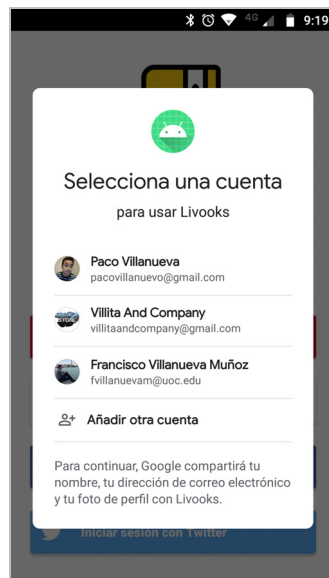 4G 9:19
Selecciona una cuenta
para usar Livooks
Paco Villanueva
pacovillanuevo@gmail.com
Villita And Company
villitaandcompany@gmail.com
Francisco Villanueva Muñoz
fvillanuevam@uoc.edu
Añadir otra cuenta
Para continuar, Google compartirá tu
nombre, tu dirección de correo electrónico
y tu foto de perfil con Livooks.
Iniciar sesión con Twitter